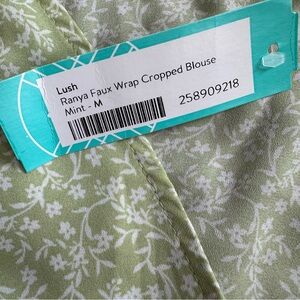 Lush
Ranya Faux Wrap Cropped Blouse
Mint - M
258909218